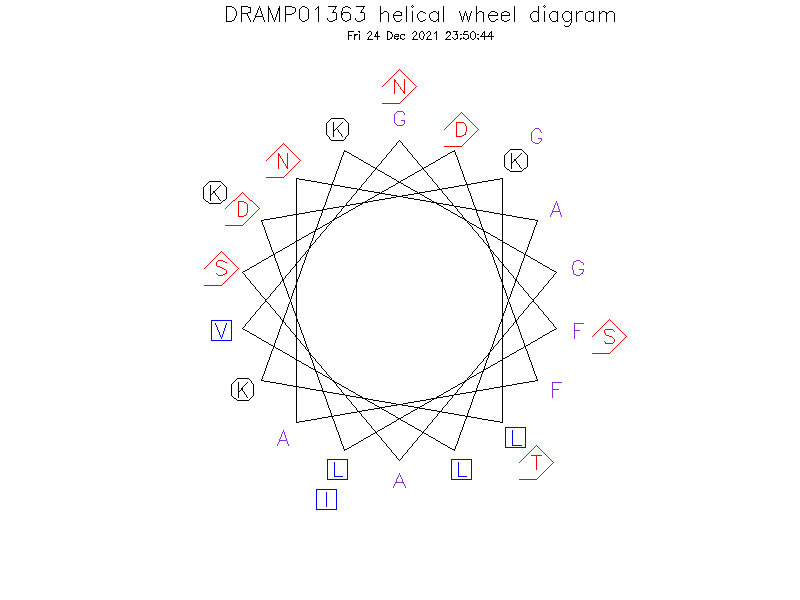 DRAMP01363 helical wheel diagram
Fri 24 Dec 2021 23:50:44
N
K G D G
N K
K D A
S G
V F S
K F
A L
L A L T
I